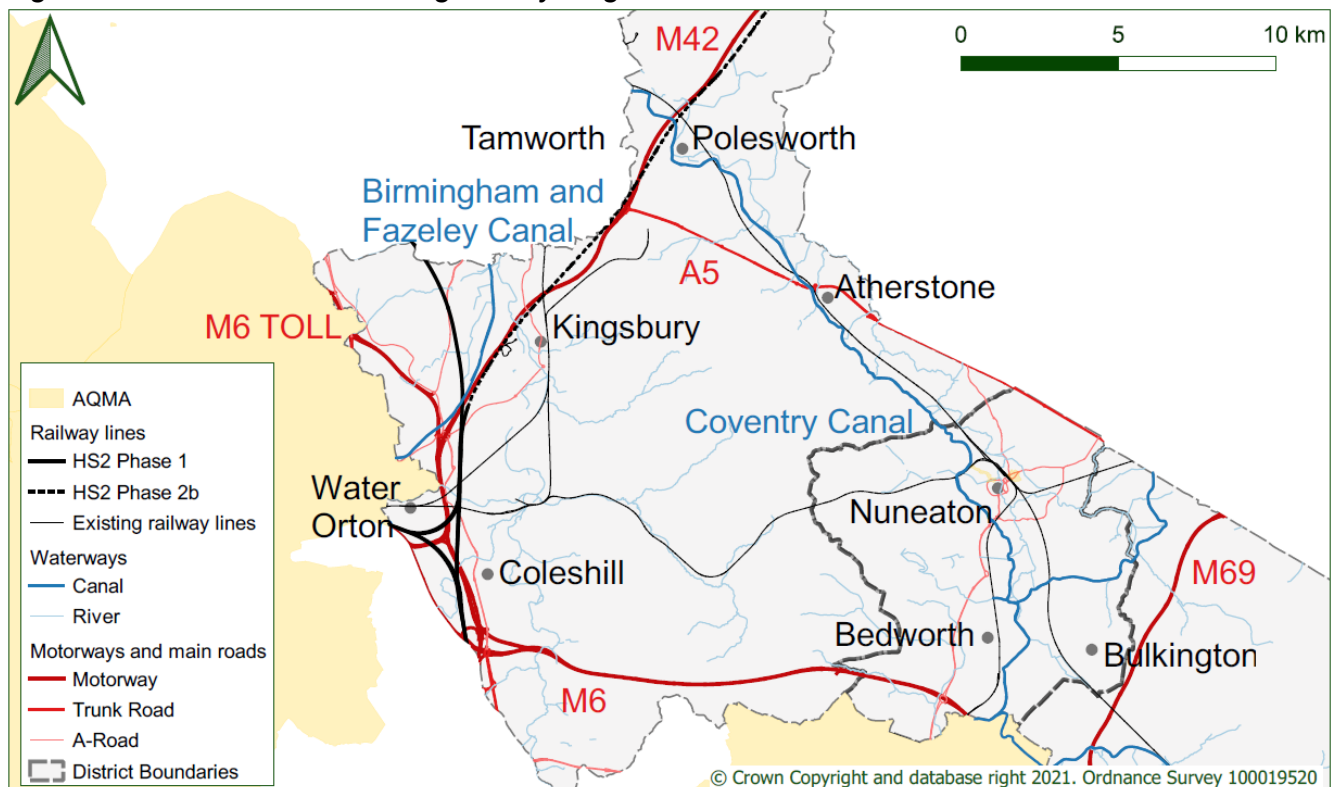 M42
0 5 10 km
Tamworth
Polesworth
Birmingham and
Fazeley Canal
A5
Atherstone
M6 TOLL
Kingsbury
Coventry Canal
Water
Orton
Nuneaton
Coleshill
M69
Bedworth
Bulkington
M6
AQMA
Railway lines
HS2 Phase 1
HS2 Phase 2b
Existing railway lines
Waterways
Canal
River
Motorways and main roads
Motorway
Trunk Road
A-Road
District Boundaries
© Crown Copyright and database right 2021. Ordnance Survey 100019520